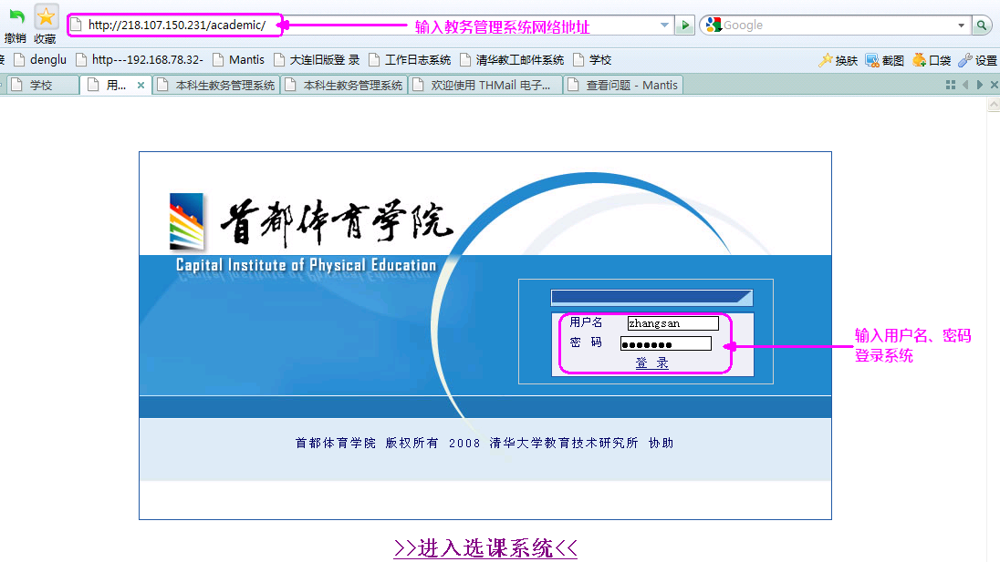 http://218.107.150.231/academic/
输入教务管理系统网络地址
Google
撤销 收藏
denglu http---192.168.78.32- Mantis 大连旧版登 录 工作日志系统 清华教工邮件系统 学校 换肤 截图 口袋 设置
学校 用... 本科生教务管理系统 本科生教务管理系统 欢迎使用 THMail 电子... 查看问题 - Mantis
首都体育学院
Capital Institute of Physical Education
用户名 zhangsan
密 码 ●●●●●●●
登 录
输入用户名、密码
登录系统
首都体育学院 版权所有 2008 清华大学教育技术研究所 协助
>>进入选课系统<<